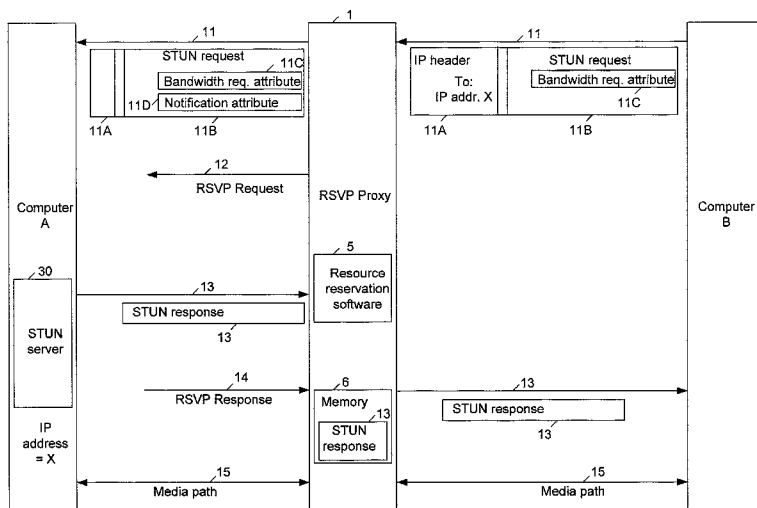 1
11
11
STUN request
11C
Bandwidth req. attribute
11D
Notification attribute
11A
11B
IP header
To:
IP addr. X
STUN request
Bandwidth req. attribute
11C
11A
11B
12
RSVP Request
Computer
A
RSVP Proxy
Computer
B
5
Resource
reservation
software
30
STUN
server
13
STUN response
13
14
RSVP Response
6
Memory
13
STUN
response
13
STUN response
13
IP
address
= X
15
Media path
15
Media path